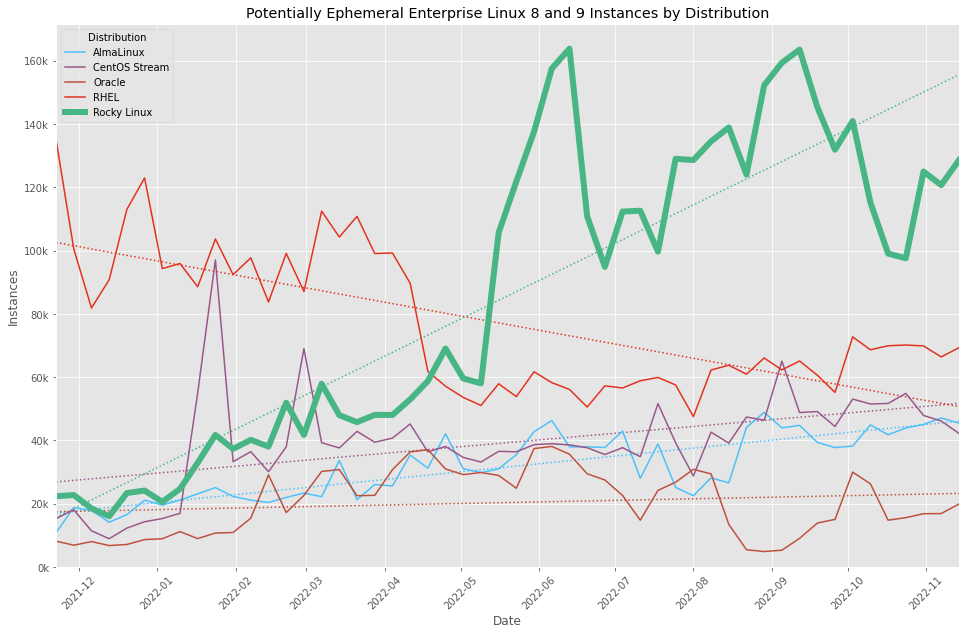 Potentially Ephemeral Enterprise Linux 8 and 9 Instances by Distribution
Distribution
AlmaLinux
CentOS Stream
Oracle
RHEL
Rocky Linux
160k
140k
120k
100k
80k
60k
40k
20k
0k
Instances
2021-12
2022-01
2022-02
2022-03
2022-04
2022-05
2022-06
2022-07
2022-08
2022-09
2022-10
2022-11
Date